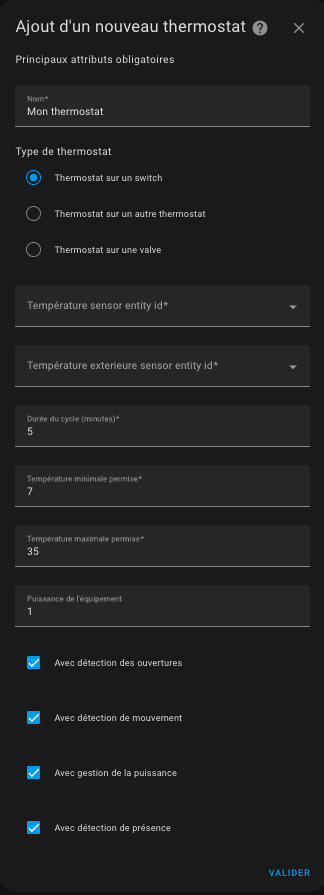 Ajout d'un nouveau thermostat ?
Principaux attributs obligatoires
Nom*
Mon thermostat
Type de thermostat
Thermostat sur un switch
Thermostat sur un autre thermostat
Thermostat sur une valve
Température sensor entity id*
Température exterieure sensor entity id*
Durée du cycle (minutes)*
5
Température minimale permise*
7
Température maximale permise*
35
Puissance de l'équipement
1
Avec détection des ouvertures
Avec détection de mouvement
Avec gestion de la puissance
Avec détection de présence
VALIDER